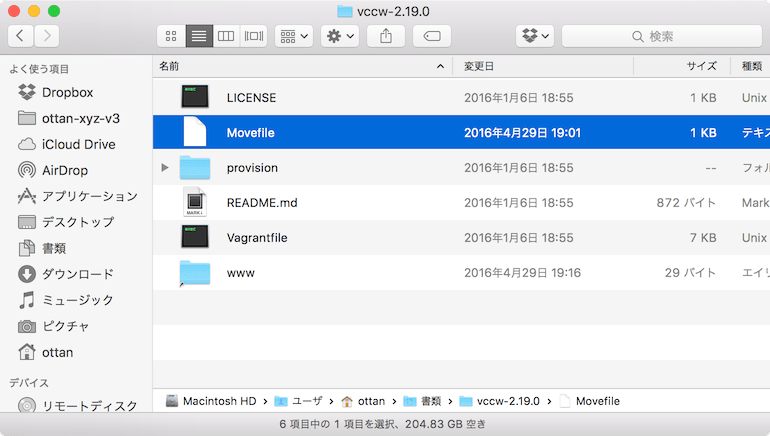 vccw-2.19.0
検索
よく使う項目
Dropbox
ottan-xyz-v3
iCloud Drive
AirDrop
アプリケーション
デスクトップ
書類
ダウンロード
ミュージック
ピクチャ
ottan
デバイス
リモートディスク
名前 変更日 サイズ 種類
LICENSE 2016年1月6日 18:55 1 KB Unix
Movefile 2016年4月29日 19:01 1 KB テキス
provision 2016年1月6日 18:55 -- フォル
README.md 2016年1月6日 18:55 872 バイト Mark
Vagrantfile 2016年1月6日 18:55 7 KB Unix
www 2016年4月29日 19:16 29 バイト エイリ
Macintosh HD > ユーザ > ottan > 書類 > vccw-2.19.0 > Movefile
6 項目中の 1 項目を選択、204.83 GB 空き